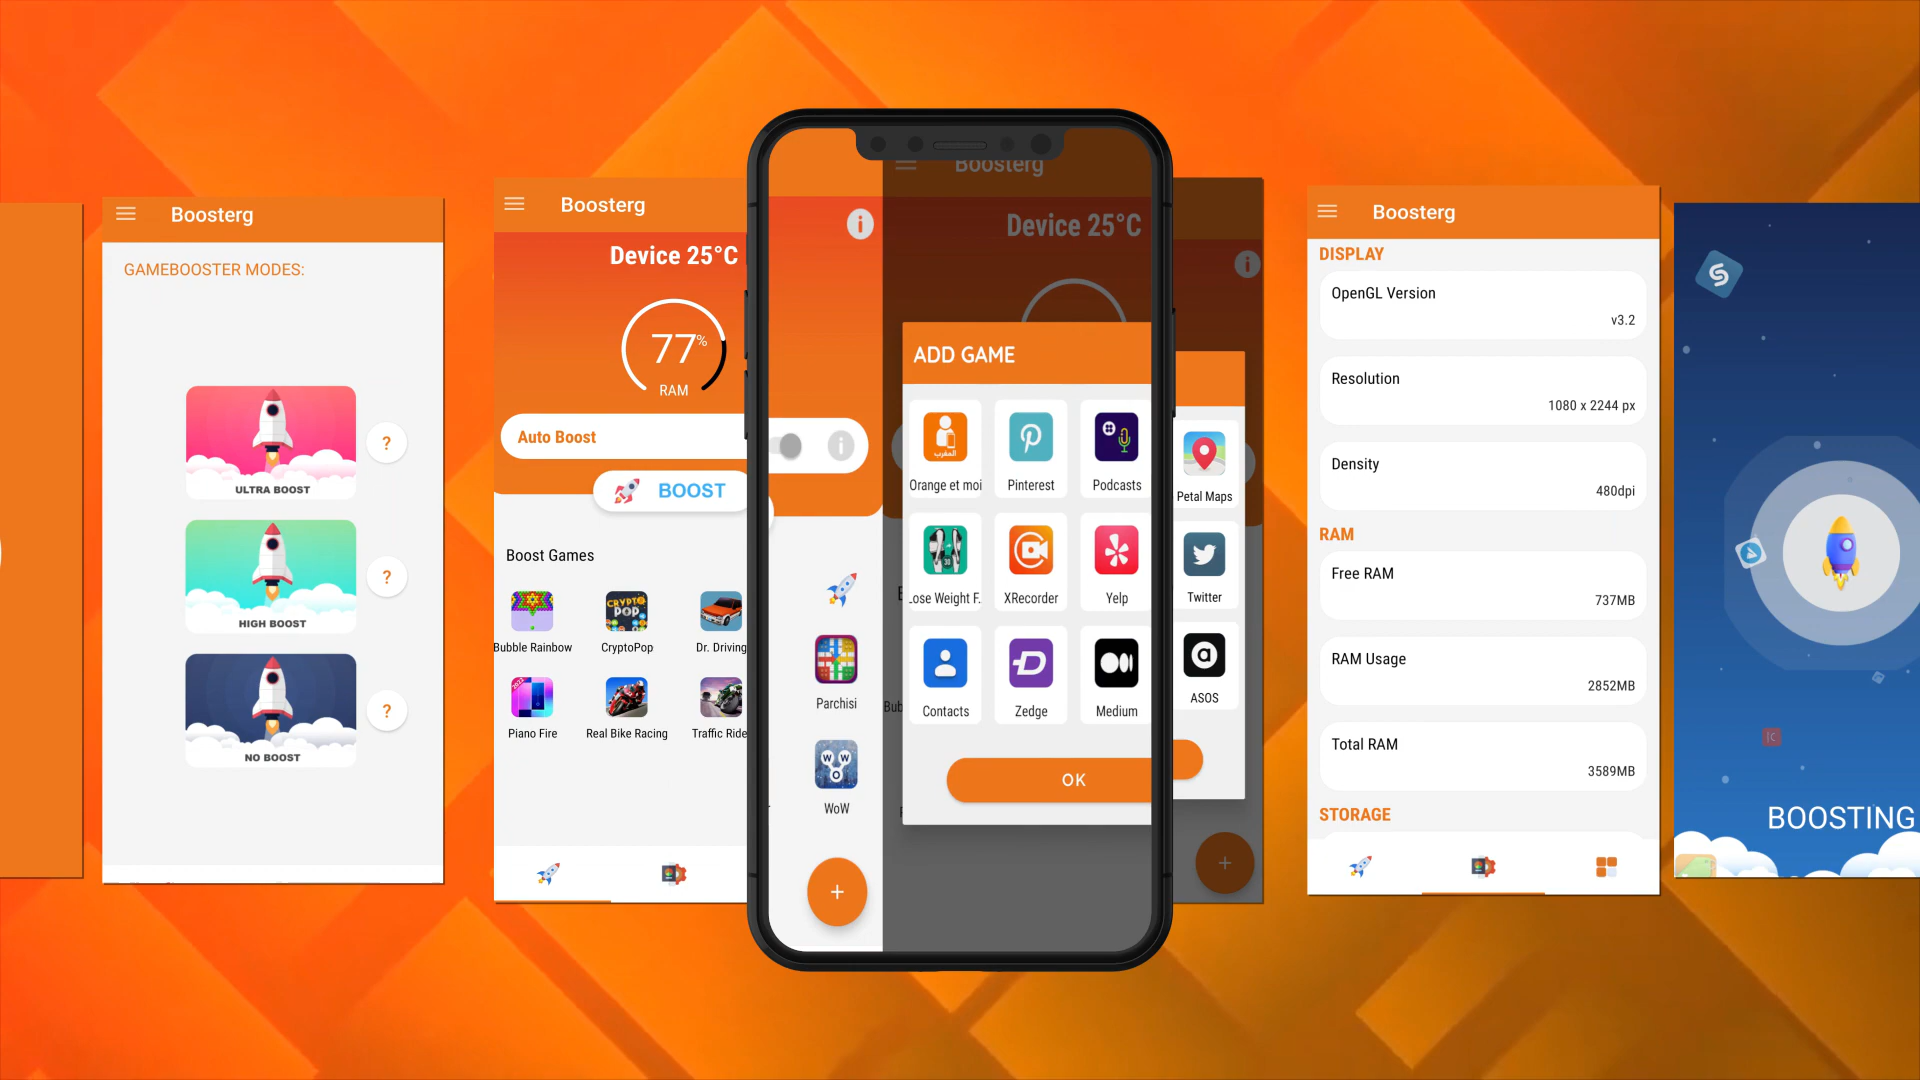 Boosterg
GAMEBOOSTER MODES:
ULTRA BOOST
?
HIGH BOOST
?
NO BOOST
?
Boosterg
Device 25°C
77%
RAM
Auto Boost
BOOST
Boost Games
Bubble Rainbow
CryptoPop
Dr. Driving
Piano Fire
Real Bike Racing
Traffic Ride
i
i
Parchisi
WoW
+
Boosterg
Device 25°C
ADD GAME
Orange et moi
Pinterest
Podcasts
Lose Weight F.
XRecorder
Yelp
Contacts
Zedge
Medium
OK
Bub
i
Petal Maps
Twitter
ASOS
+
Boosterg
DISPLAY
OpenGL Version
v3.2
Resolution
1080 x 2244 px
Density
480dpi
RAM
Free RAM
737MB
RAM Usage
2852MB
Total RAM
3589MB
STORAGE
BOOSTING